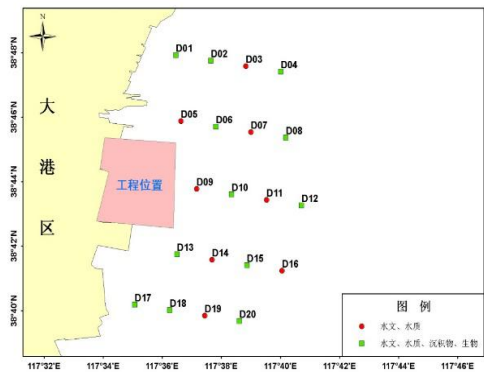 N
38°48'N
38°46'N
38°44'N
38°42'N
38°40'N
D01
D02
D03
D04
D05
D06
D07
D08
大
港
区
工程位置
D09
D10
D11
D12
D13
D14
D15
D16
D17
D18
D19
D20
图 例
水文、水质
水文、水质、沉积物、生物
117°32'E 117°34'E 117°36'E 117°38'E 117°40'E 117°42'E 117°44'E 117°46'E